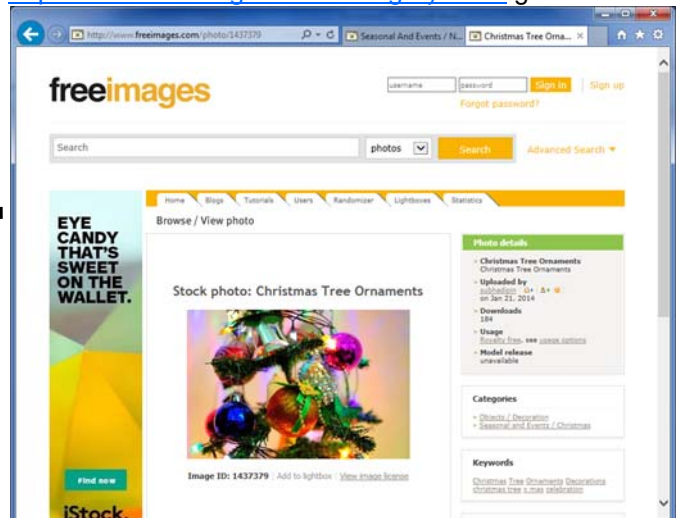 http://www.freeimages.com/photo/1437379
Seasonal And Events / N...
Christmas Tree Orna...
freeimages
username
password
Sign in
Sign up
Forgot password?
Search
photos
Search
Advanced Search
Home
Blogs
Tutorials
Users
Randomizer
Lightboxes
Statistics
Browse / View photo
EYE
CANDY
THAT'S
SWEET
ON THE
WALLET.
Find now
iStock.
Stock photo: Christmas Tree Ornaments
Image ID: 1437379
Add to lightbox
View image license
Photo details
Christmas Tree Ornaments
Christmas Tree Ornaments
Uploaded by
on Jan 21, 2014
Downloads
184
Usage
Royalty free, see usage options
Model release
unavailable
Categories
Objects / Decoration
Seasonal and Events / Christmas
Keywords
Christmas Tree Ornaments Decorations
christmas tree x mas celebration